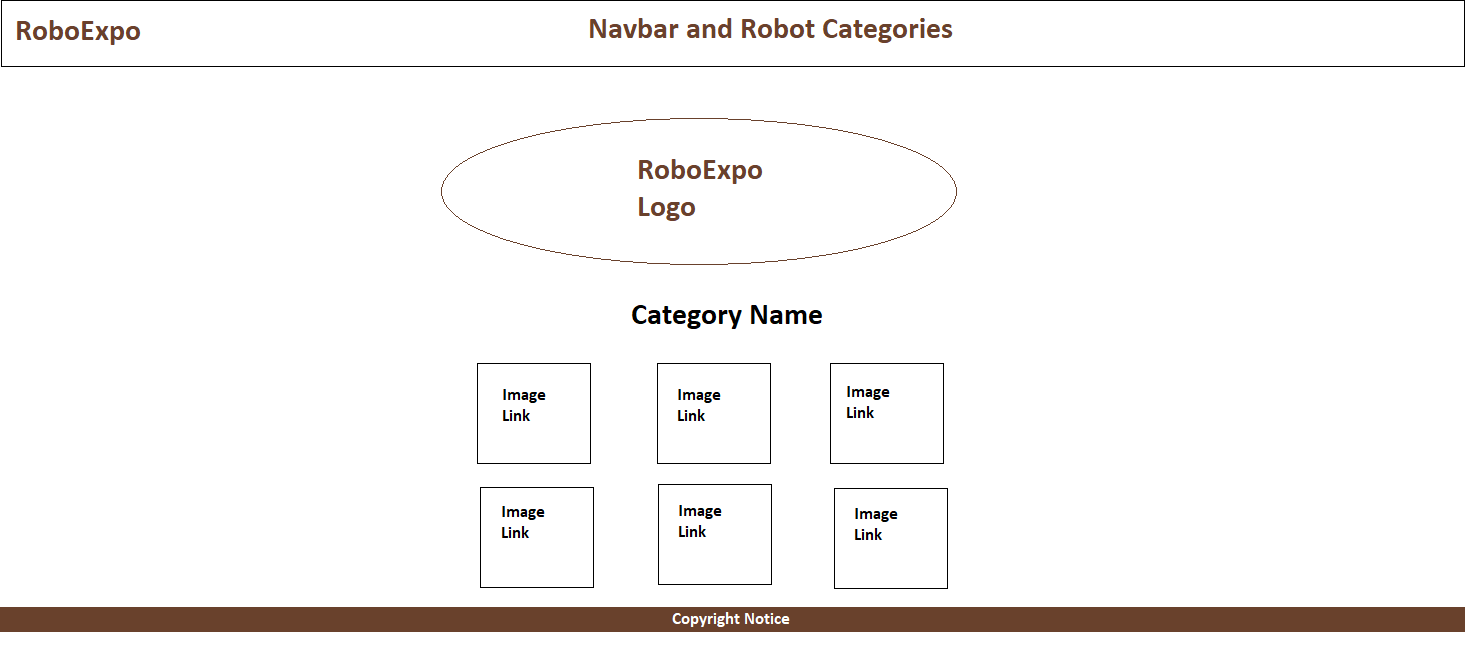 RoboExpo
Navbar and Robot Categories
RoboExpo
Logo
Category Name
Image
Link
Image
Link
Image
Link
Image
Link
Image
Link
Image
Link
Copyright Notice